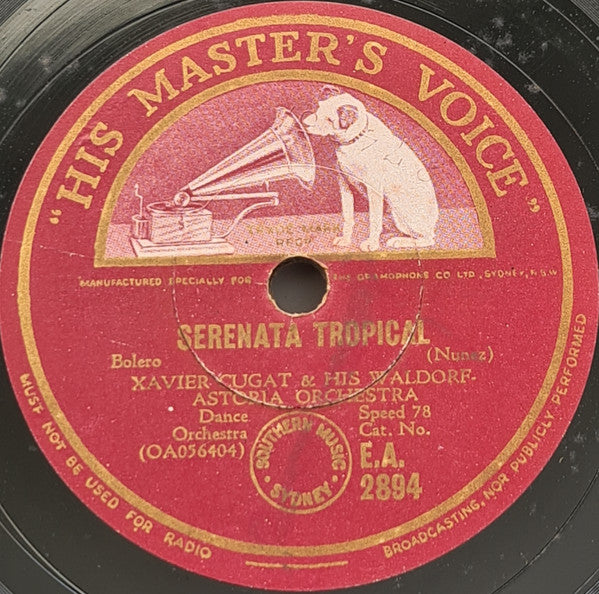 "HIS MASTER'S VOICE"
TRADE MARK
PROP
MANUFACTURED SPECIALLY FOR THE GRAMOPHONE CO LTD., SYDNEY, N.S.W
SERENATA TROPICAL
Bolero (Nunez)
XAVIER CUGAT & HIS WALDORF-
ASTORIA ORCHESTRA
Dance Speed 78
Orchestra Cat. No.
(OA056404) E.A.
2894
SOUTHERN MUSIC
• SYDNEY •
MUST NOT BE USED FOR RADIO BROADCASTING, NOR PUBLICLY PERFORMED